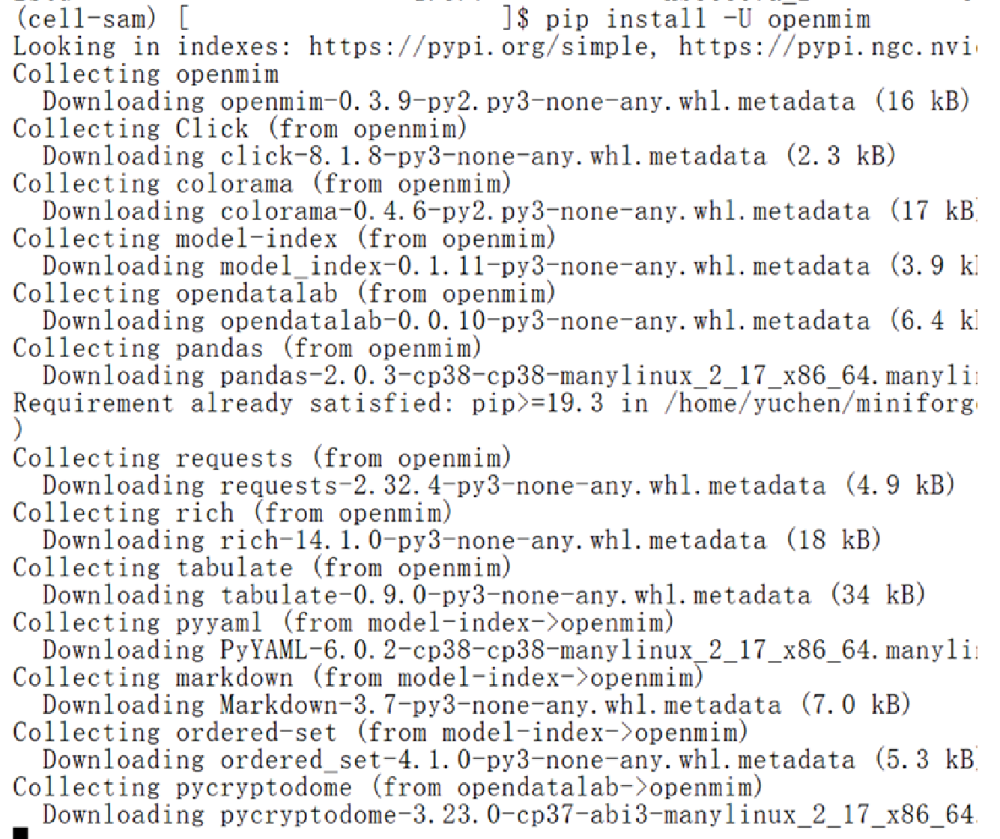 (cell-sam) [ ]$ pip install -U openmim
Looking in indexes: https://pypi.org/simple, https://pypi.ngc.nvi
Collecting openmim
  Downloading openmim-0.3.9-py2.py3-none-any.whl.metadata (16 kB)
Collecting Click (from openmim)
  Downloading click-8.1.8-py3-none-any.whl.metadata (2.3 kB)
Collecting colorama (from openmim)
  Downloading colorama-0.4.6-py2.py3-none-any.whl.metadata (17 kB
Collecting model-index (from openmim)
  Downloading model_index-0.1.11-py3-none-any.whl.metadata (3.9 k
Collecting opendatalab (from openmim)
  Downloading opendatalab-0.0.10-py3-none-any.whl.metadata (6.4 k
Collecting pandas (from openmim)
  Downloading pandas-2.0.3-cp38-cp38-manylinux_2_17_x86_64.manyli
Requirement already satisfied: pip>=19.3 in /home/yuchen/miniforg
)
Collecting requests (from openmim)
  Downloading requests-2.32.4-py3-none-any.whl.metadata (4.9 kB)
Collecting rich (from openmim)
  Downloading rich-14.1.0-py3-none-any.whl.metadata (18 kB)
Collecting tabulate (from openmim)
  Downloading tabulate-0.9.0-py3-none-any.whl.metadata (34 kB)
Collecting pyyaml (from model-index->openmim)
  Downloading PyYAML-6.0.2-cp38-cp38-manylinux_2_17_x86_64.manyli
Collecting markdown (from model-index->openmim)
  Downloading Markdown-3.7-py3-none-any.whl.metadata (7.0 kB)
Collecting ordered-set (from model-index->openmim)
  Downloading ordered_set-4.1.0-py3-none-any.whl.metadata (5.3 kB
Collecting pycryptodome (from opendatalab->openmim)
  Downloading pycryptodome-3.23.0-cp37-abi3-manylinux_2_17_x86_64.